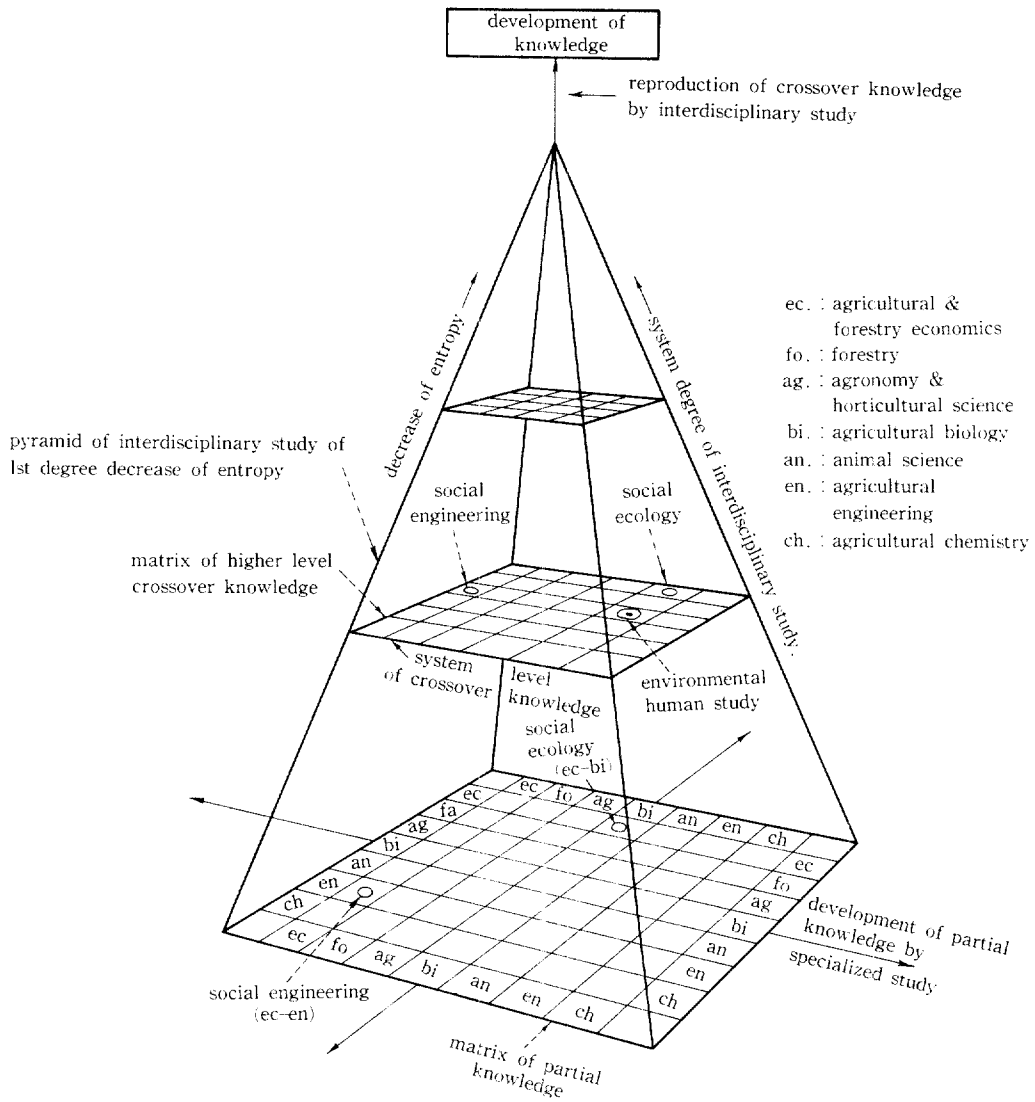 development of
knowledge
reproduction of crossover knowledge
by interdisciplinary study
decrease of entropy
system degree of interdisciplinary study.
ec. : agricultural &
forestry economics
fo. : forestry
ag. : agronomy &
horticultural science
bi. : agricultural biology
an. : animal science
en. : agricultural
engineering
ch. : agricultural chemistry
pyramid of interdisciplinary study of
1st degree decrease of entropy
social
engineering
social
ecology
matrix of higher level
crossover knowledge
system
of crossover
level
knowledge
environmental
human study
social
ecology
(ec-bi)
ec fo ag bi an en ch
ec
fa
ag
bi
an
en
ch
ec
fo
ag
bi
an
en
ch
ec fo ag bi an en ch
development of partial
knowledge by
specialized study
social engineering
(ec-en)
matrix of partial
knowledge